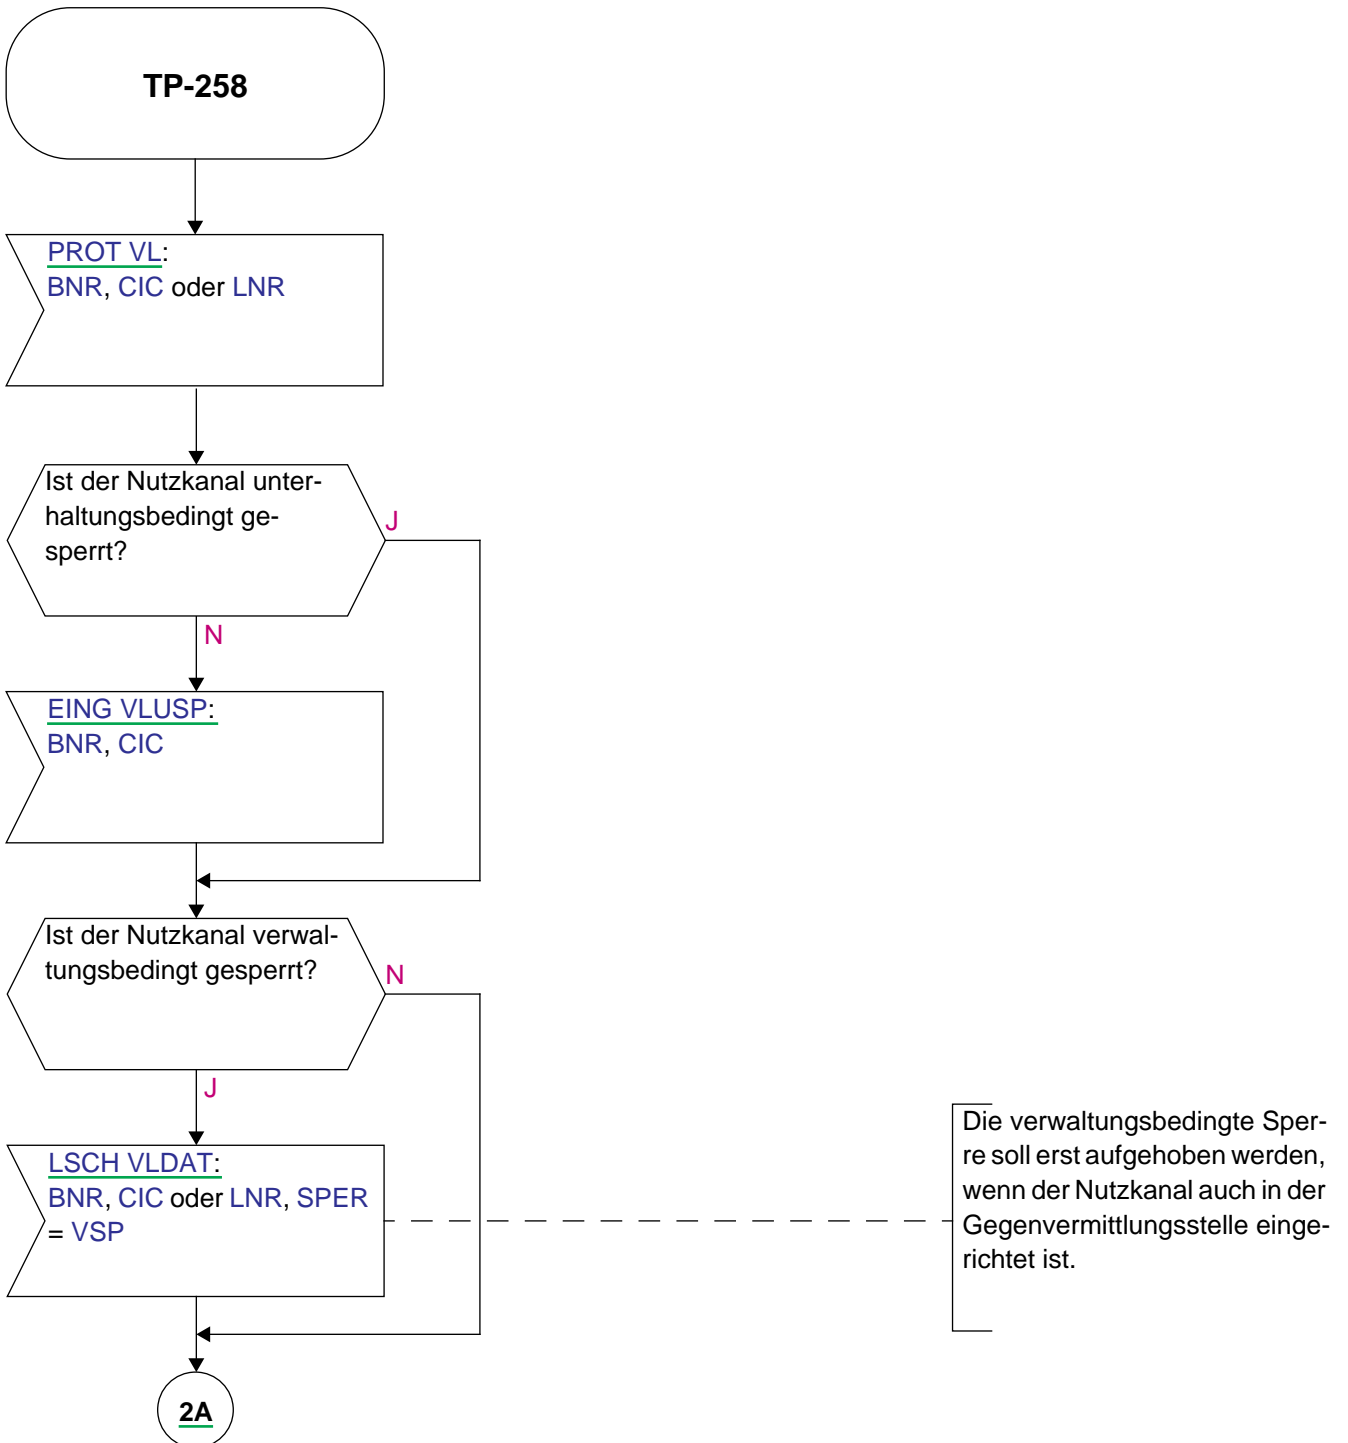 TP-258
PROT VL:
BNR, CIC oder LNR
Ist der Nutzkanal unter-
haltungsbedingt ge-
sperrt?
J
N
EING VLUSP:
BNR, CIC
Ist der Nutzkanal verwal-
tungsbedingt gesperrt?
N
J
LSCH VLDAT:
BNR, CIC oder LNR, SPER
= VSP
Die verwaltungsbedingte Sper-
re soll erst aufgehoben werden,
wenn der Nutzkanal auch in der
Gegenvermittlungsstelle einge-
richtet ist.
2A